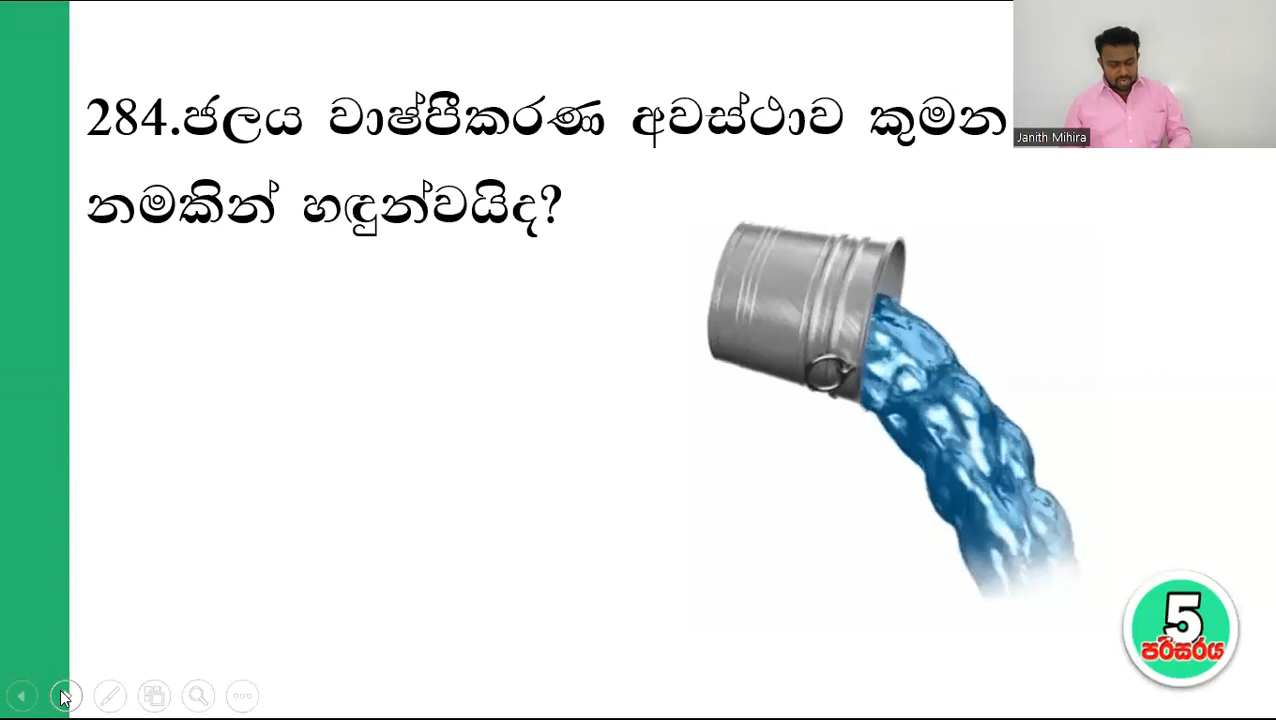 284.ජලය වාෂ්පීකරණ අවස්ථාව කුමන
නමකින් හඳුන්වයිද?
Janith Mihira
5
පරිසරය